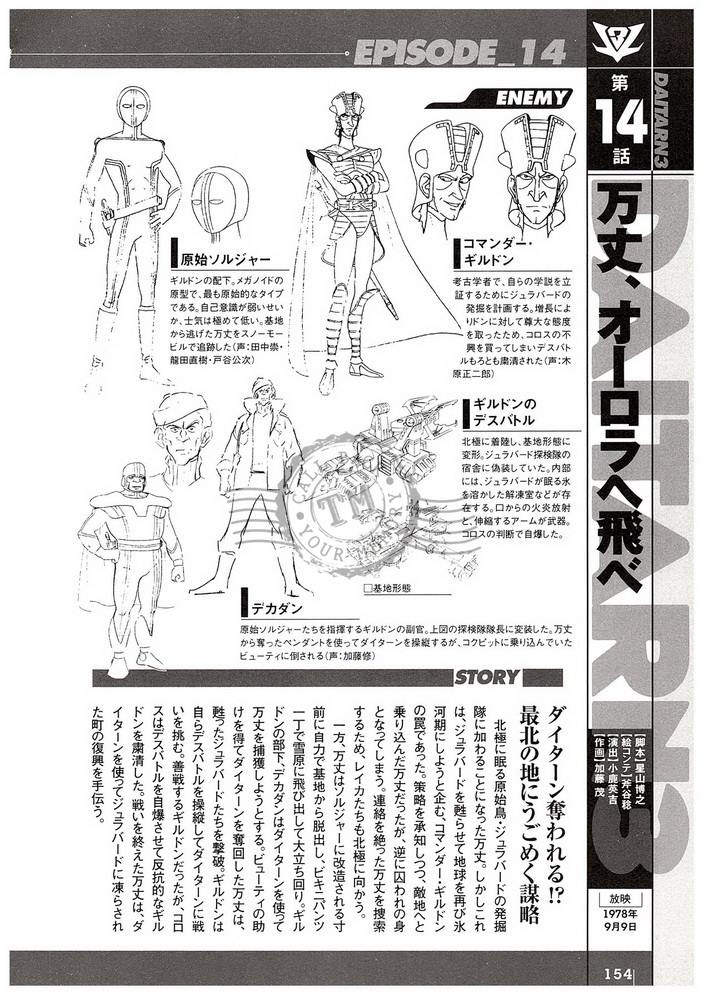 EPISODE_14
第
14
話
DAITARN3
DAITARN3
万丈、オーロラへ飛べ
【脚本】星山博之
【絵コンテ】斧谷稔
【演出】小鹿英吉
【作画】加藤 茂
放映
1978年
9月9日
ENEMY
原始ソルジャー
ギルドンの配下。メガノイドの
原型で、最も原始的なタイプ
である。自己意識が弱いせい
か、士気は極めて低い。基地
から逃げた万丈をスノーモー
ビルで追跡した（声：田中崇・
龍田直樹・戸谷公次）
コマンダー・
ギルドン
考古学者で、自らの学説を立
証するためにジュラバードの
発掘を計画する。増長によ
りドンに対して尊大な態度
を取ったため、コロスの不
興を買ってしまいデスバト
ルもろとも粛清された（声：木
原正二郎）
ギルドンの
デスバトル
北極に着陸し、基地形態に
変形。ジュラバード探検隊の
宿舎に偽装していた。内部
には、ジュラバードが眠る氷
を溶かした解凍室などが存
在する。口からの火炎放射
と、伸縮するアームが武器。
コロスの判断で自爆した。
□基地形態
デカダン
原始ソルジャーたちを指揮するギルドンの副官。上図の探検隊隊長に変装した。万丈
から奪ったペンダントを使ってダイターンを操縦するが、コクピットに乗り込んでいた
ビューティに倒される（声：加藤修）
CALL
TM
YOUR MEMORY
STORY
ダイターン奪われる!?
最北の地にうごめく謀略
北極に眠る原始鳥・ジュラバードの発掘
隊に加わることになった万丈。しかしこれ
は、ジュラバードを甦らせて地球を再び氷
河期にしようと企む、コマンダー・ギルドン
の罠であった。策略を承知しつつ、敵地へと
乗り込んだ万丈だったが、逆に囚われの身
となってしまう。連絡を絶った万丈を捜索
するため、レイカたちも北極に向かう。
一方、万丈はソルジャーに改造される寸
前に自力で基地から脱出し、ビキニパンツ
一丁で雪原に飛び出して大立ち回り。ギル
ドンの部下、デカダンはダイターンを使って
万丈を捕獲しようとする。ビューティの助
けを得てダイターンを奪回した万丈は、
甦ったジュラバードたちを撃破。ギルドンは
自らデスバトルを操縦してダイターンに戦
いを挑む。善戦するギルドンだったが、コロ
スはデスバトルを自爆させて反抗的なギル
ドンを粛清した。戦いを終えた万丈は、ダ
イターンを使ってジュラバードに凍らされ
た町の復興を手伝う。
154